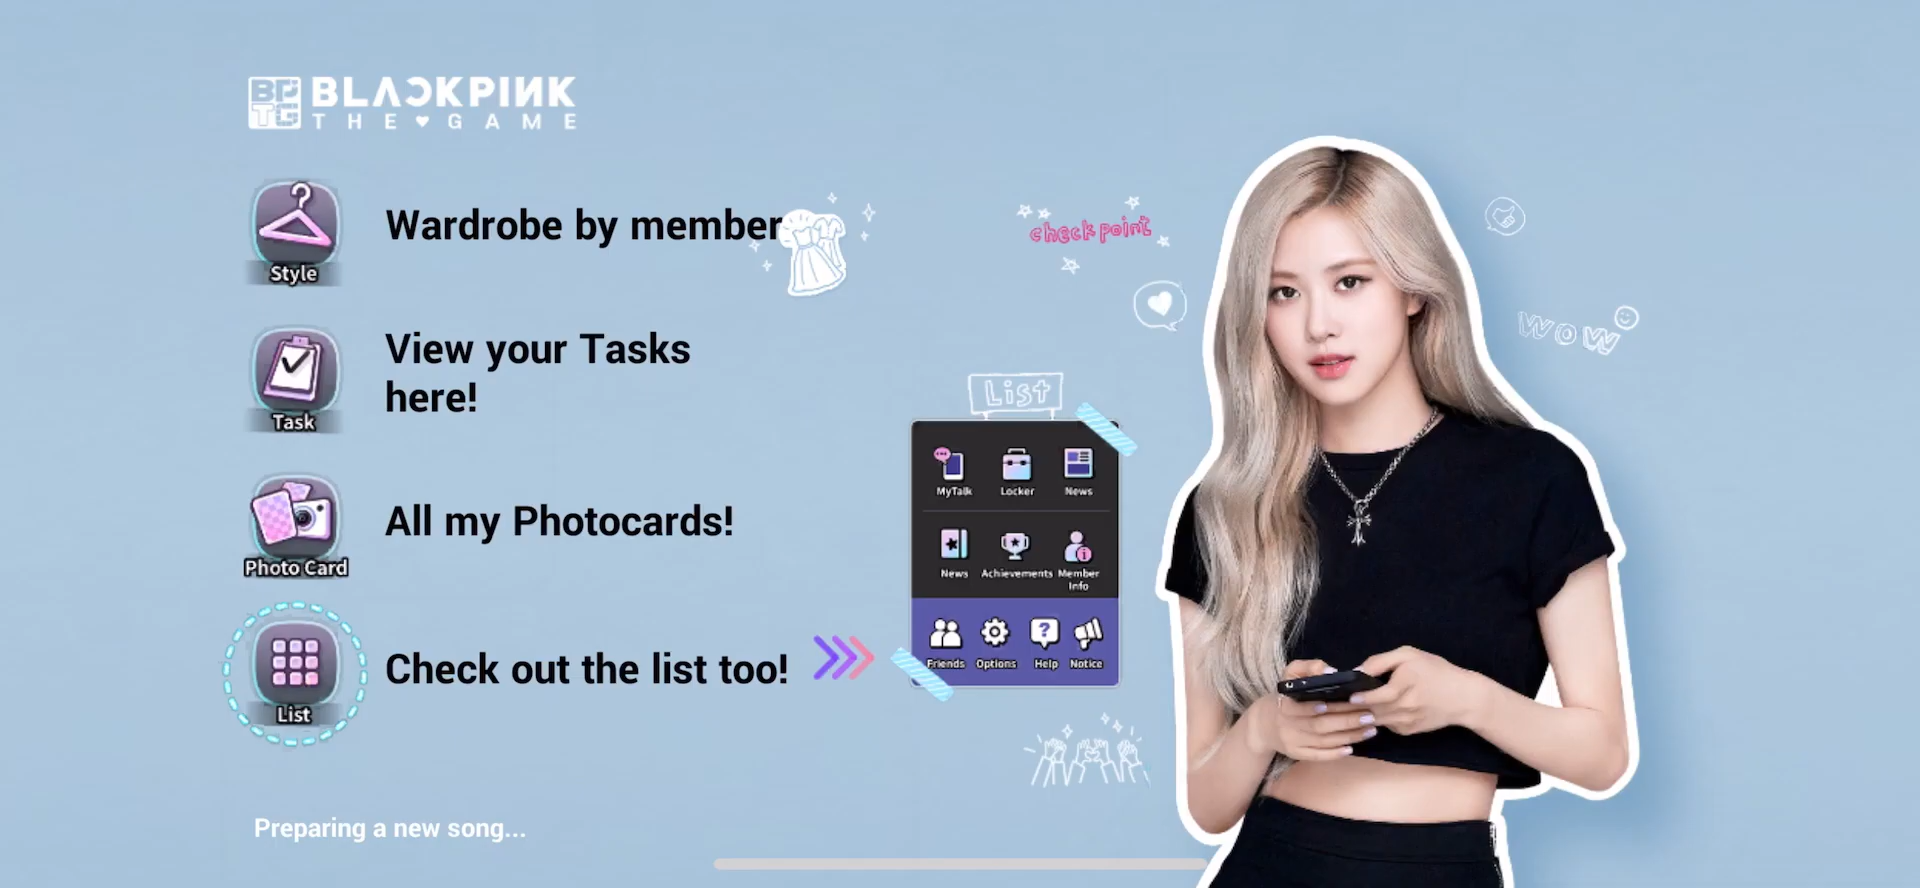 BPTG BLACKPINK
THE GAME
Style
Wardrobe by member
Task
View your Tasks
here!
Photo Card
All my Photocards!
List
Check out the list too!
Preparing a new song...
check point
WOW
List
MyTalk Locker News
News Achievements Member
Info
Friends Options Help Notice